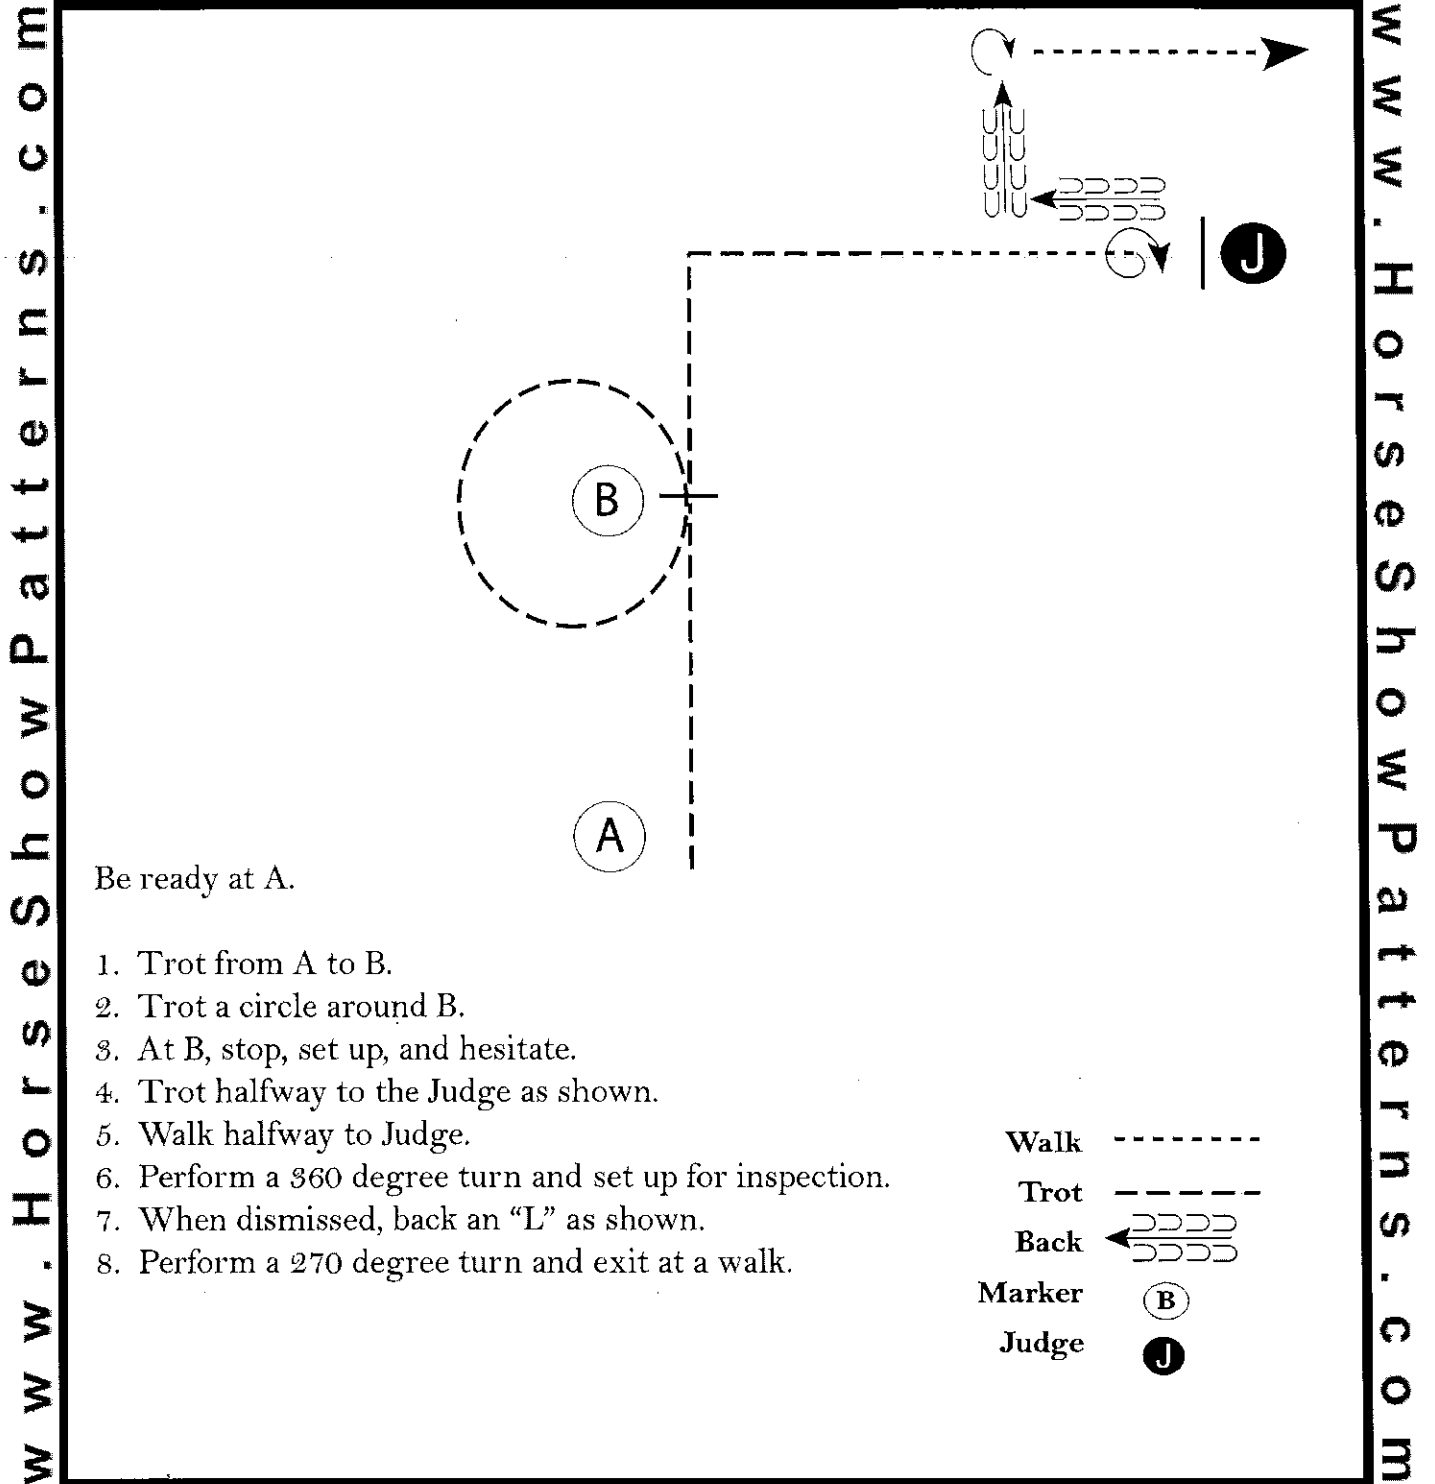 www.HorseShowPatterns.com
www.HorseShowPatterns.com
J
B
A
Be ready at A.
1. Trot from A to B.
2. Trot a circle around B.
3. At B, stop, set up, and hesitate.
4. Trot halfway to the Judge as shown.
5. Walk halfway to Judge.
6. Perform a 360 degree turn and set up for inspection.
7. When dismissed, back an “L” as shown.
8. Perform a 270 degree turn and exit at a walk.
Walk
Trot
Back
Marker B
Judge J